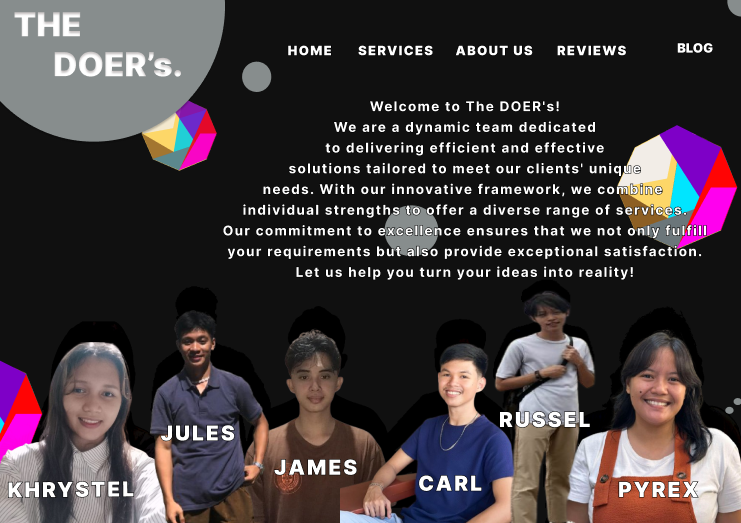 THE
DOER's.
HOME SERVICES ABOUT US REVIEWS BLOG
Welcome to The DOER's!
We are a dynamic team dedicated
to delivering efficient and effective
solutions tailored to meet our clients' unique
needs. With our innovative framework, we combine
individual strengths to offer a diverse range of services.
Our commitment to excellence ensures that we not only fulfill
your requirements but also provide exceptional satisfaction.
Let us help you turn your ideas into reality!
RUSSEL
JULES
JAMES
CARL
KHRYSTEL
PYREX